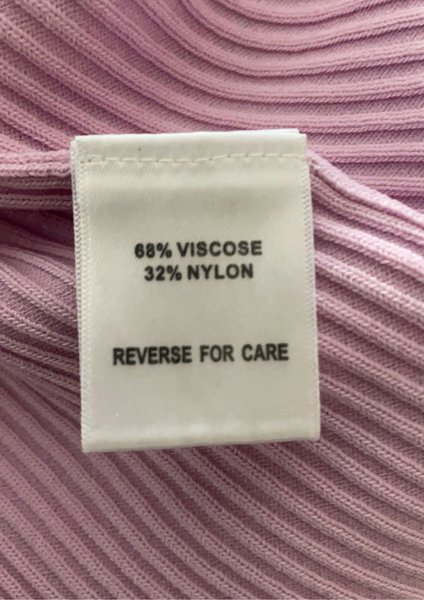 68% VISCOSE
32% NYLON
REVERSE FOR CARE